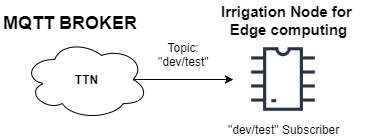 MQTT BROKER
TTN
Topic:
"dev/test"
Irrigation Node for
Edge computing
"dev/test" Subscriber